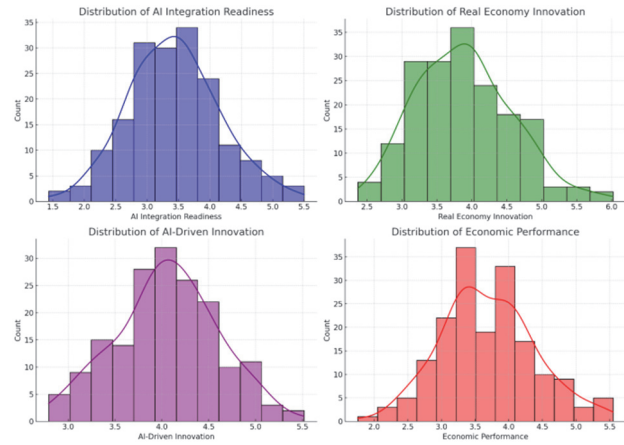 Distribution of AI Integration Readiness
35
30
25
20
15
10
5
0
Count
1.5 2.0 2.5 3.0 3.5 4.0 4.5 5.0 5.5
AI Integration Readiness
Distribution of Real Economy Innovation
35
30
25
20
15
10
5
0
Count
2.5 3.0 3.5 4.0 4.5 5.0 5.5 6.0
Real Economy Innovation
Distribution of AI-Driven Innovation
30
25
20
15
10
5
0
Count
3.0 3.5 4.0 4.5 5.0 5.5
AI-Driven Innovation
Distribution of Economic Performance
35
30
25
20
15
10
5
0
Count
2.0 2.5 3.0 3.5 4.0 4.5 5.0 5.5
Economic Performance